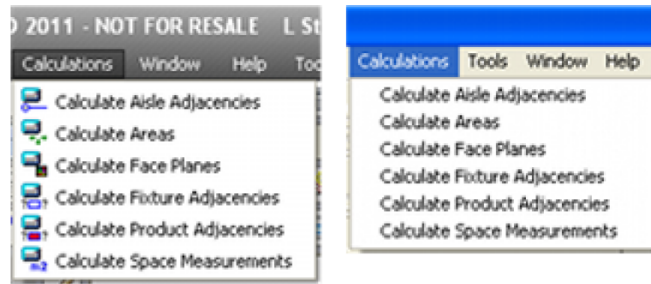 2011 - NOT FOR RESALE L St
Calculations Window Help Too
Calculate Aisle Adjacencies
Calculate Areas
Calculate Face Planes
Calculate Fixture Adjacencies
Calculate Product Adjacencies
Calculate Space Measurements
Calculations Tools Window Help
Calculate Aisle Adjacencies
Calculate Areas
Calculate Face Planes
Calculate Fixture Adjacencies
Calculate Product Adjacencies
Calculate Space Measurements